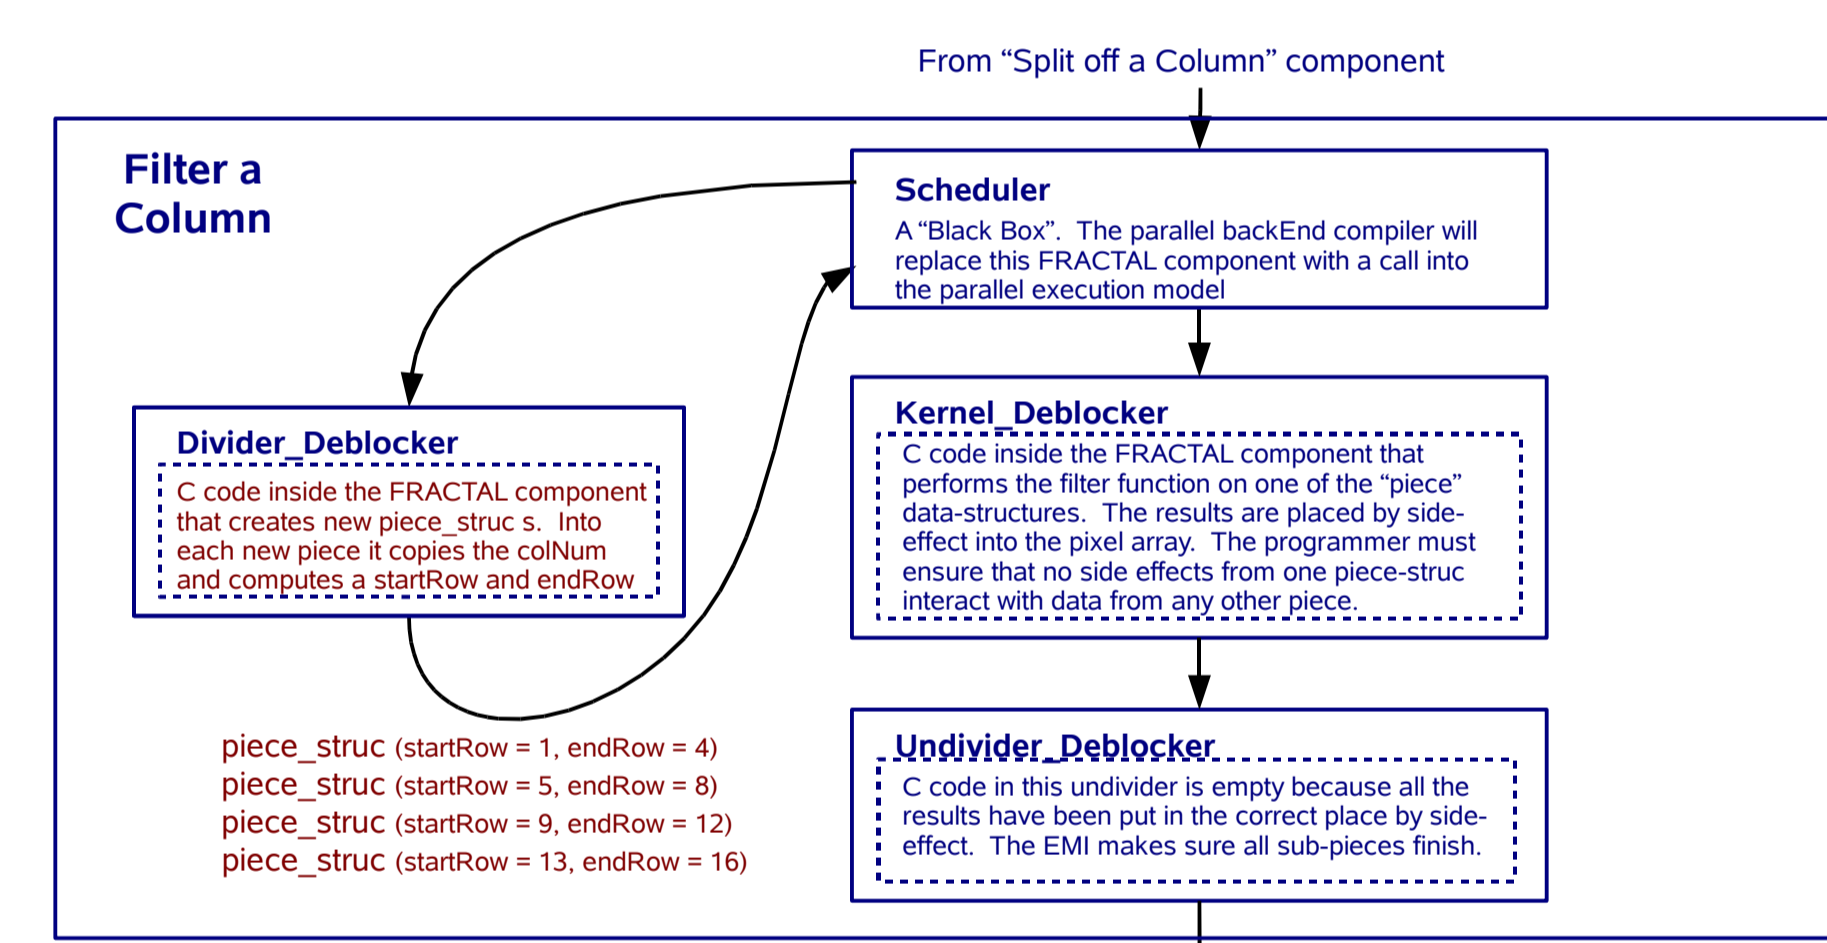 From “Split off a Column” component
Filter a
Column
Scheduler
A “Black Box”.  The parallel backEnd compiler will
replace this FRACTAL component with a call into
the parallel execution model
Divider_Deblocker
C code inside the FRACTAL component
that creates new piece_struc s.  Into
each new piece it copies the colNum
and computes a startRow and endRow
Kernel_Deblocker
C code inside the FRACTAL component that
performs the filter function on one of the “piece”
data-structures.  The results are placed by side-
effect into the pixel array.  The programmer must
ensure that no side effects from one piece-struc
interact with data from any other piece.
piece_struc (startRow = 1, endRow = 4)
piece_struc (startRow = 5, endRow = 8)
piece_struc (startRow = 9, endRow = 12)
piece_struc (startRow = 13, endRow = 16)
Undivider_Deblocker
C code in this undivider is empty because all the
results have been put in the correct place by side-
effect.  The EMI makes sure all sub-pieces finish.